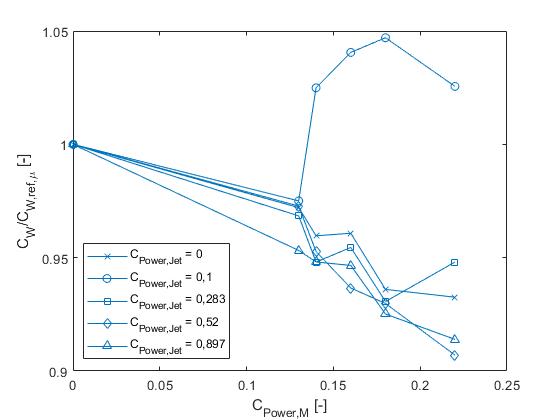 1.05
1
0.95
0.9
C_W/C_W,ref,μ [-]
C_Power,Jet = 0
C_Power,Jet = 0,1
C_Power,Jet = 0,283
C_Power,Jet = 0,52
C_Power,Jet = 0,897
0 0.05 0.1 0.15 0.2 0.25
C_Power,M [-]